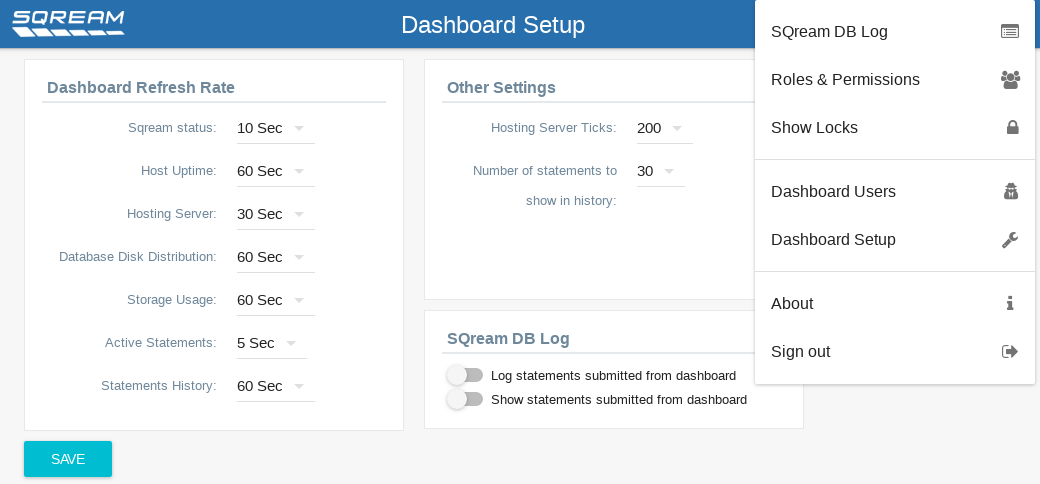 SQREAM
Dashboard Setup
Dashboard Refresh Rate
Sqream status: 10 Sec
Host Uptime: 60 Sec
Hosting Server: 30 Sec
Database Disk Distribution: 60 Sec
Storage Usage: 60 Sec
Active Statements: 5 Sec
Statements History: 60 Sec
SAVE
Other Settings
Hosting Server Ticks: 200
Number of statements to 30
show in history:
SQream DB Log
Log statements submitted from dashboard
Show statements submitted from dashboard
SQream DB Log
Roles & Permissions
Show Locks
Dashboard Users
Dashboard Setup
About
Sign out